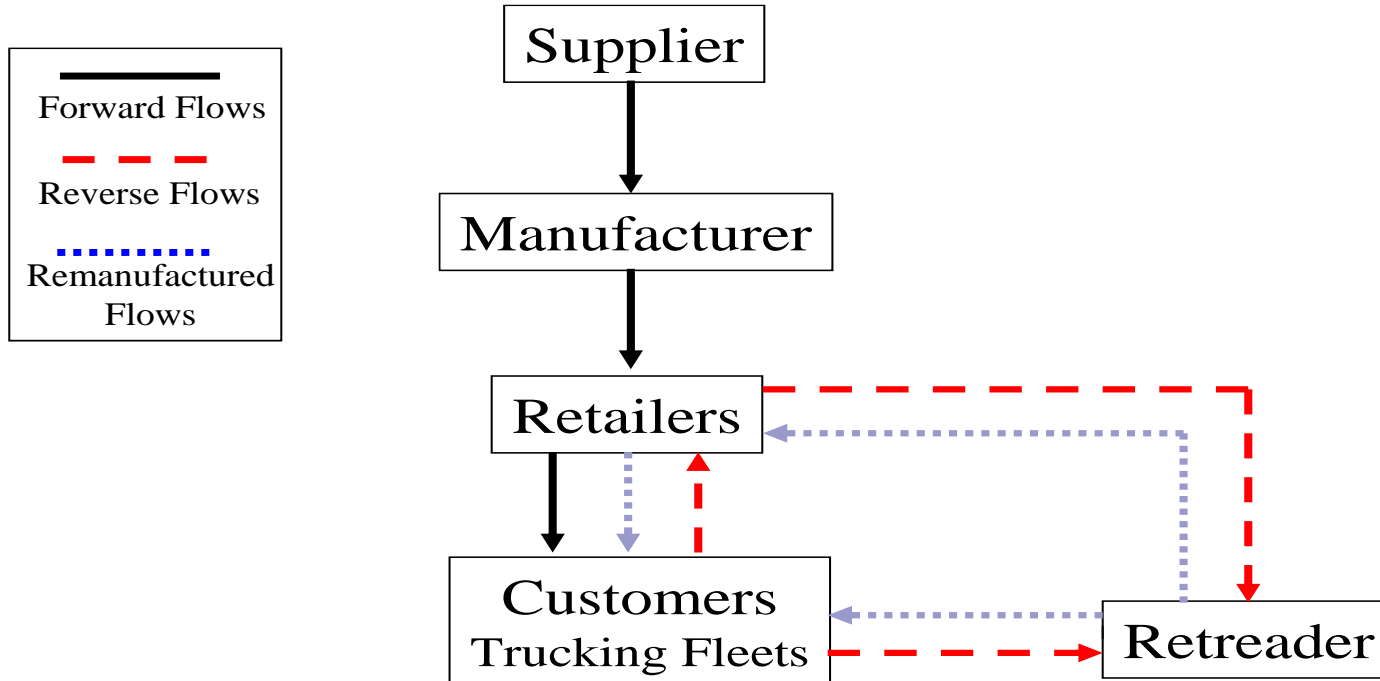 Supplier
Forward Flows
Reverse Flows
Remanufactured
Flows
Manufacturer
Retailers
Customers
Trucking Fleets
Retreader